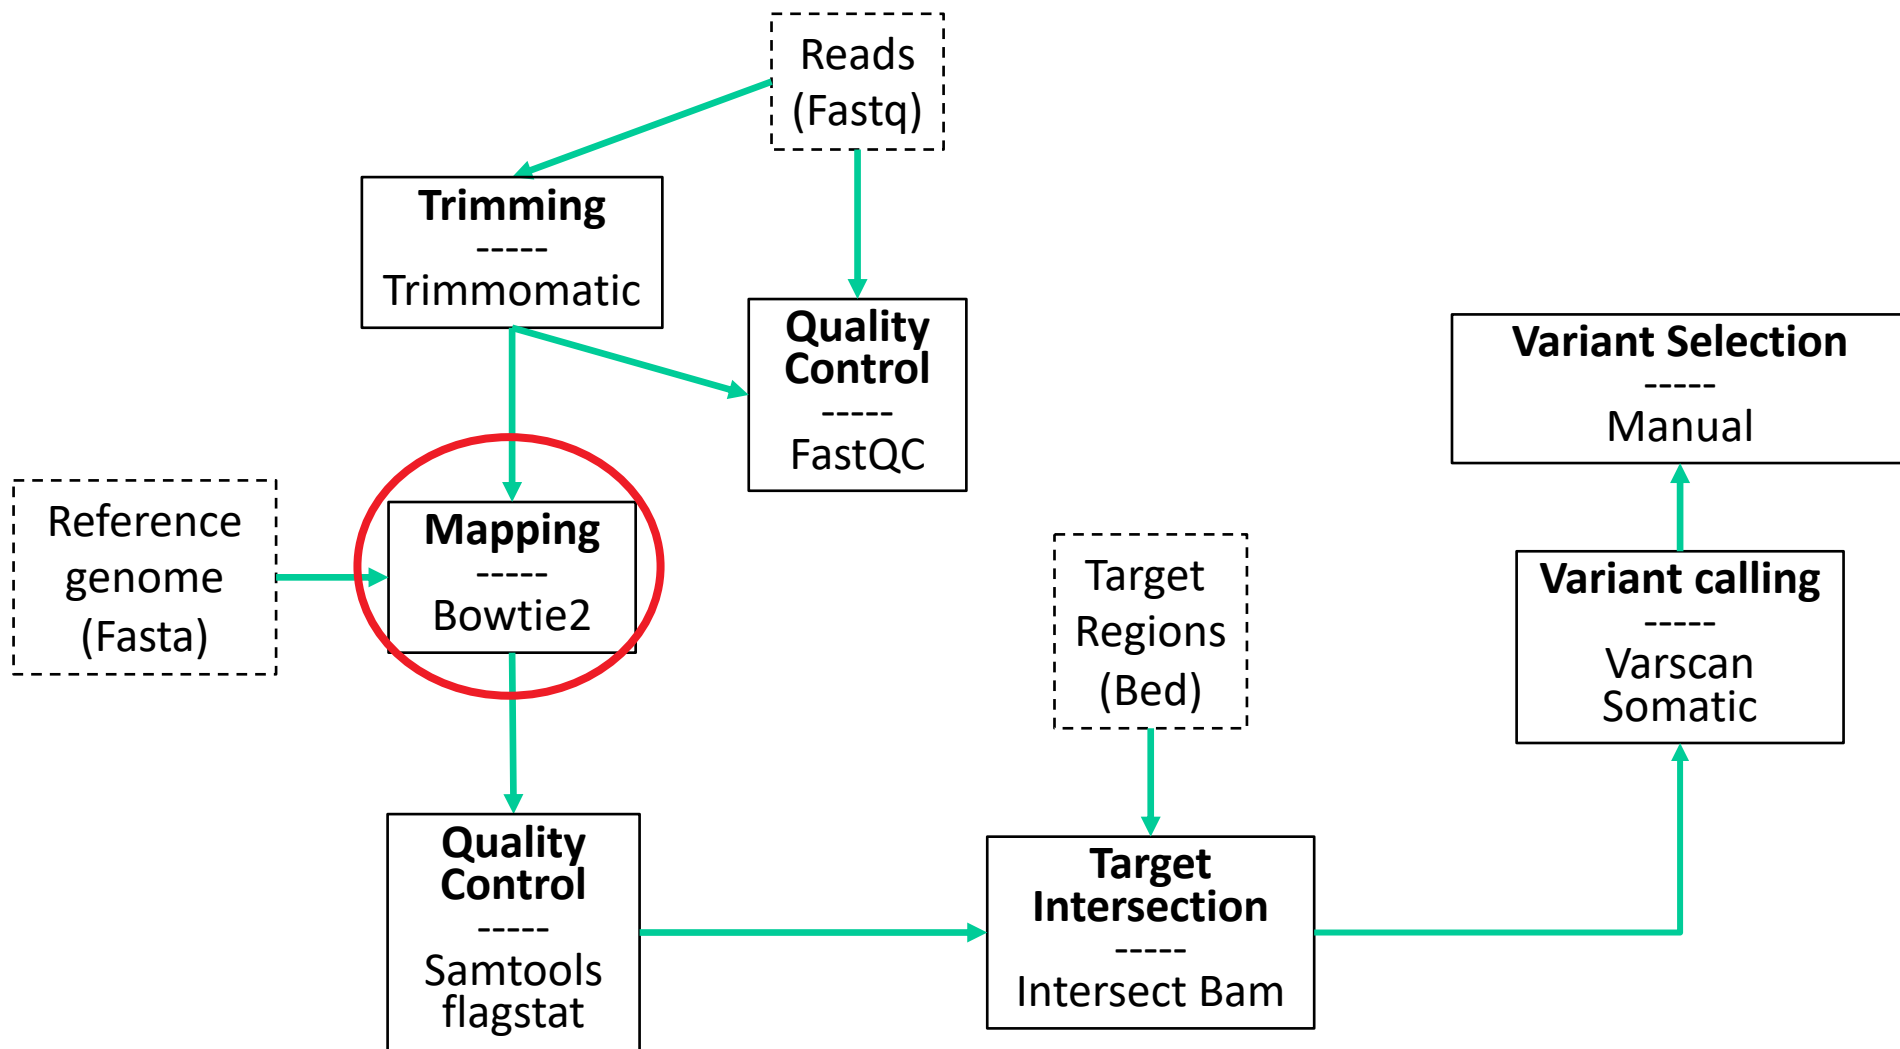 Reads
(Fastq)
Trimming
-----
Trimmomatic
Quality
Control
-----
FastQC
Reference
genome
(Fasta)
Mapping
-----
Bowtie2
Quality
Control
-----
Samtools
flagstat
Target
Regions
(Bed)
Target
Intersection
-----
Intersect Bam
Variant calling
-----
Varscan
Somatic
Variant Selection
-----
Manual